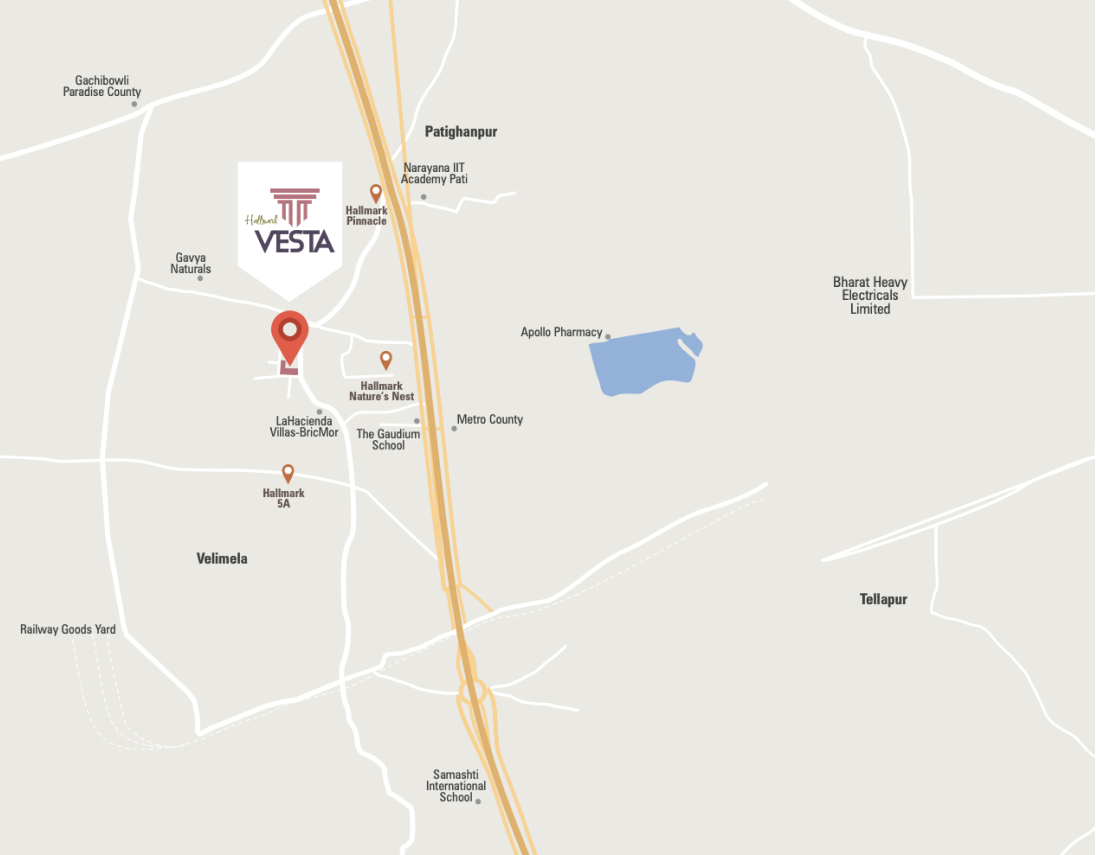 Gachibowli
Paradise County
Patighanpur
Narayana IIT
Academy Pati
Hallmark
Pinnacle
Hallmark
VESTA
Gavya
Naturals
Bharat Heavy
Electricals
Limited
Apollo Pharmacy
Hallmark
Nature's Nest
LaHacienda
Villas-BricMor
The Gaudium
School
Metro County
Hallmark
5A
Velimela
Tellapur
Railway Goods Yard
Samashti
International
School